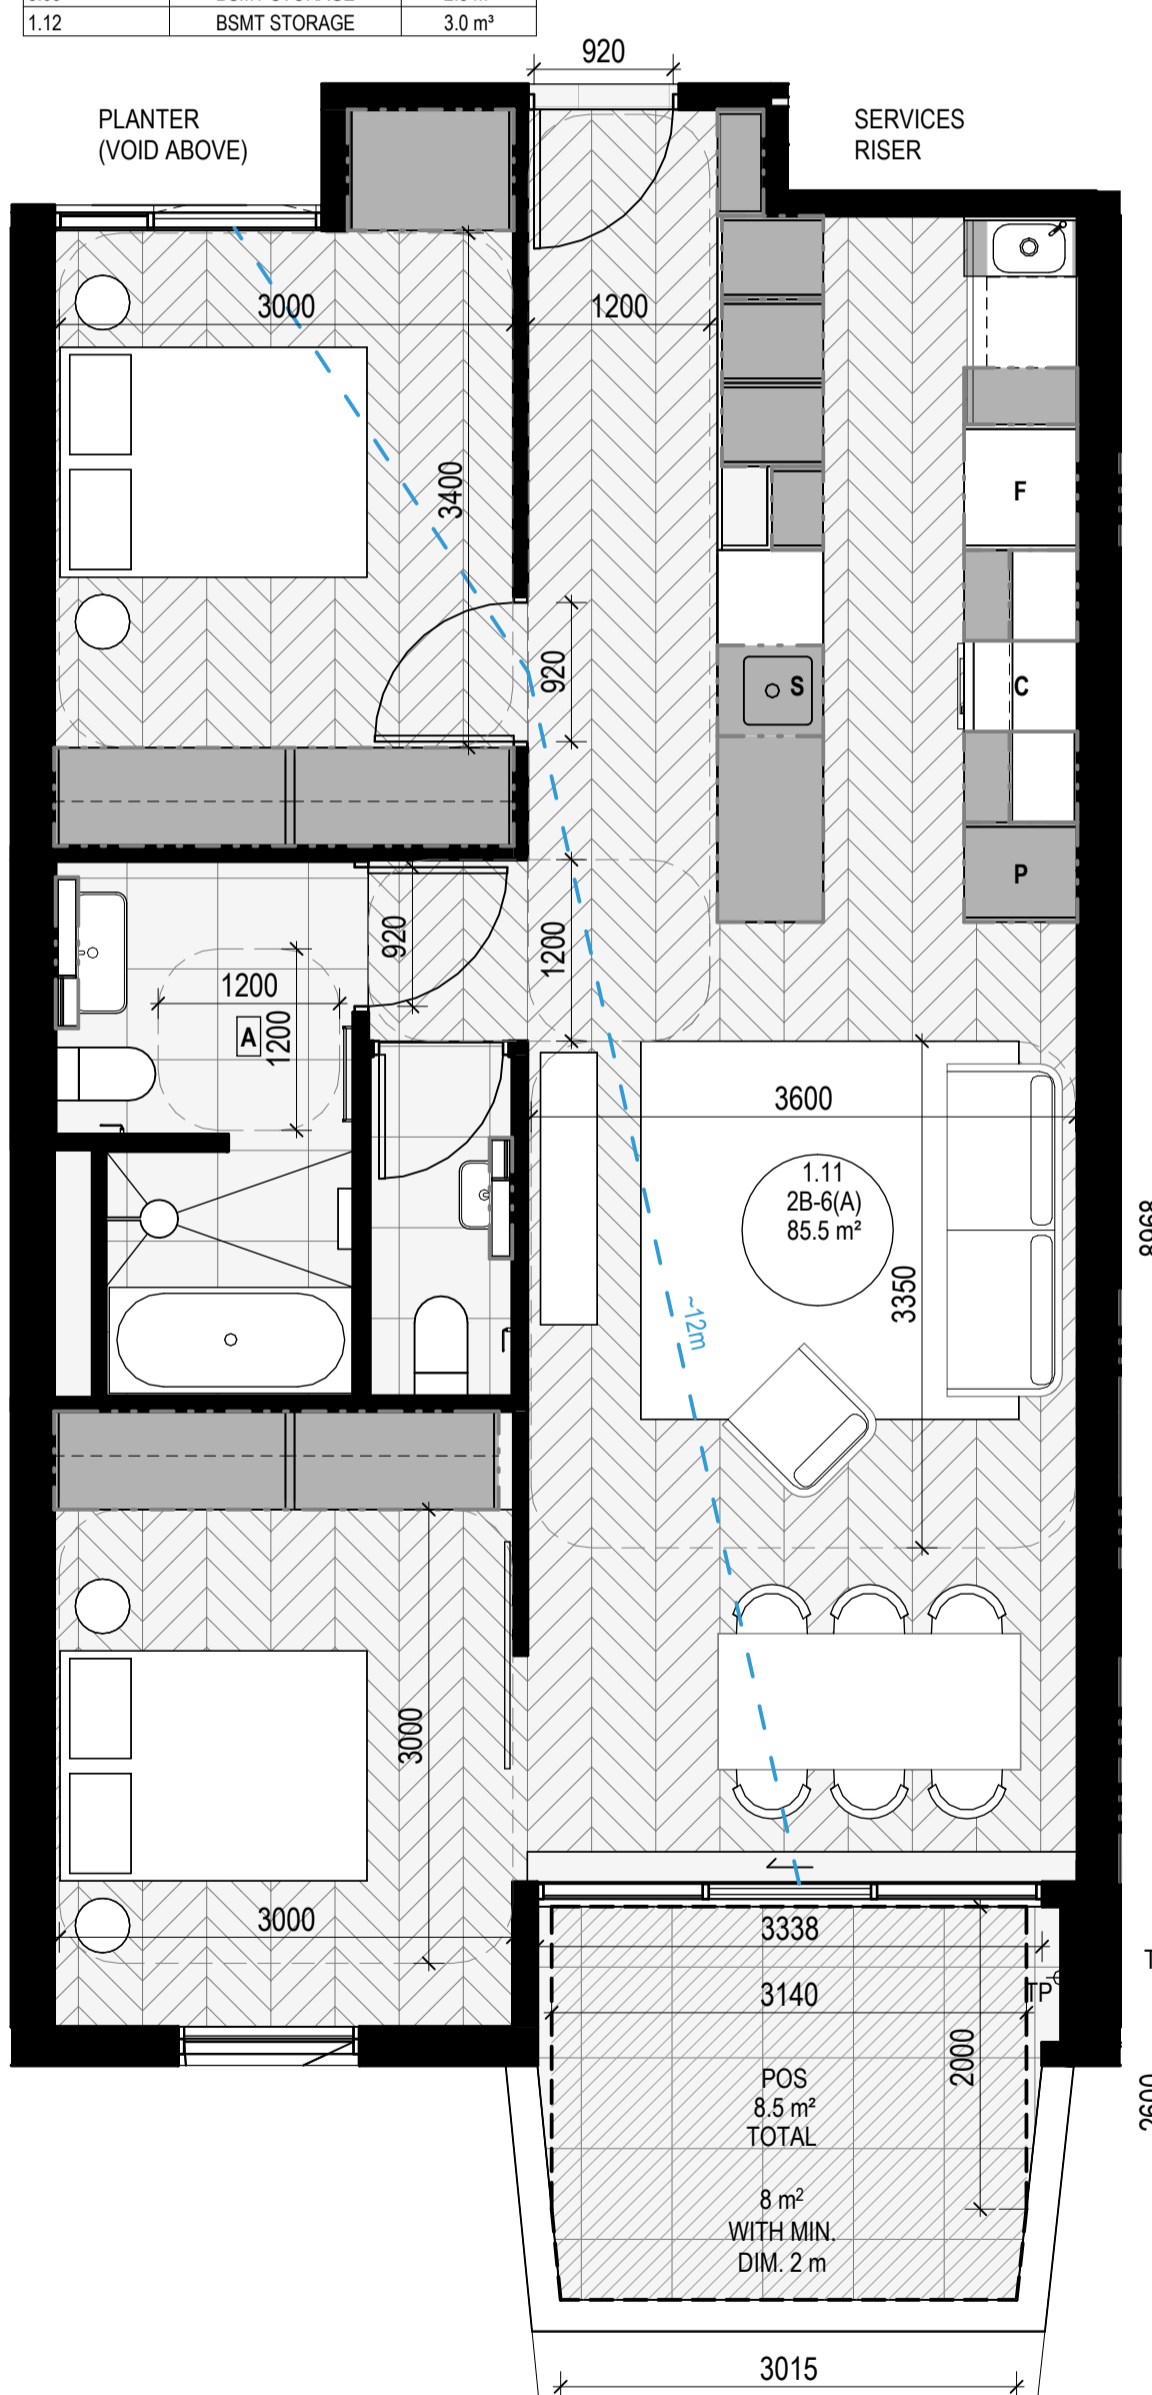 1.12 BSMT STORAGE 3.0 m³
920
PLANTER
(VOID ABOVE)
SERVICES
RISER
3000
1200
3400
F
920
S
C
P
920
1200
1200
A
1200
3600
1.11
2B-6(A)
85.5 m²
8968
3350
~12m
3000
3000
3338
T
3140
TP
2000
POS
8.5 m²
TOTAL
2600
8 m²
WITH MIN.
DIM. 2 m
3015